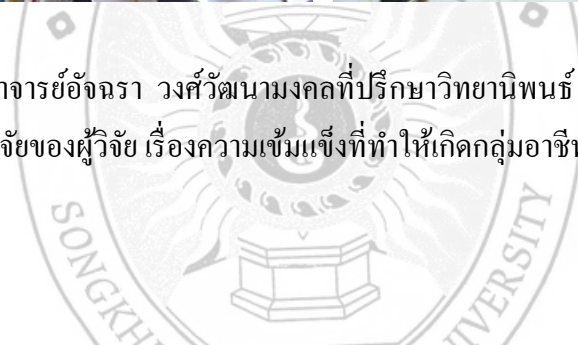 จารย์อัจฉรา วงศ์วัฒนามงคลที่ปรึกษาวิทยานิพนธ์
จัยของผู้วิจัย เรื่องความเข้มแข็งที่ทำให้เกิดกลุ่มอาชีพ
SONGKH
VERSITY